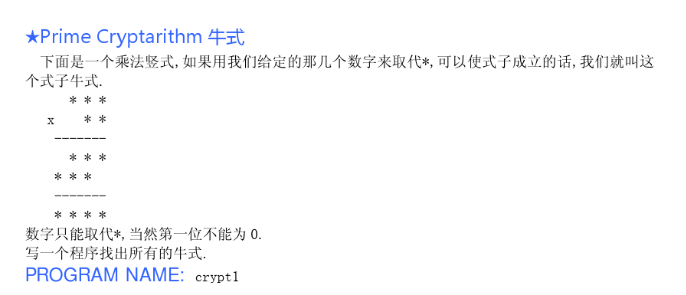 ★Prime Cryptarithm 牛式
下面是一个乘法竖式,如果用我们给定的那几个数字来取代*,可以使式子成立的话,我们就叫这
个式子牛式.
* * *
x * *
-------
* * *
* * *
-------
* * * *
数字只能取代*,当然第一位不能为 0.
写一个程序找出所有的牛式.
PROGRAM NAME: crypt1